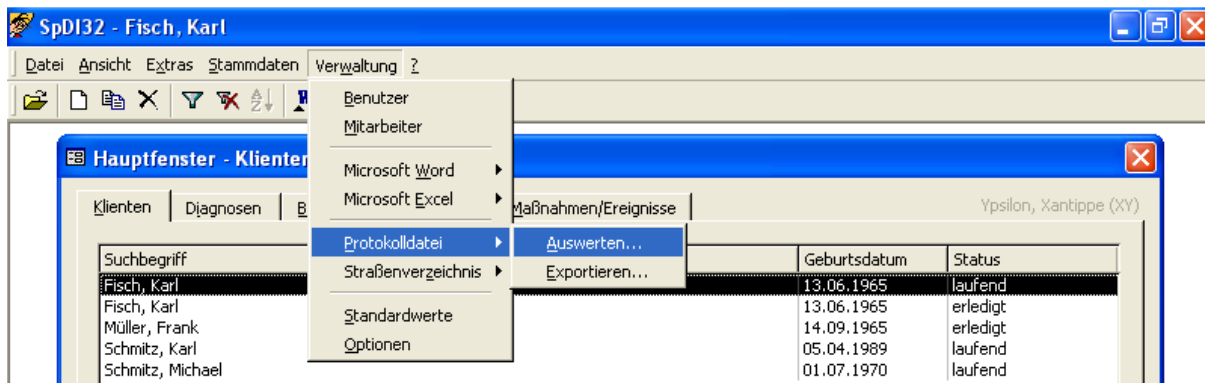 SpDI32 - Fisch, Karl
Datei Ansicht Extras Stammdaten Verwaltung ?
Benutzer
Mitarbeiter
Microsoft Word
Microsoft Excel
Protokolldatei
Straßenverzeichnis
Standardwerte
Optionen
Auswerten...
Exportieren...
Hauptfenster - Klienten
Klienten Diagnosen B Maßnahmen/Ereignisse Ypsilon, Xantippe (XY)
Suchbegriff Geburtsdatum Status
Fisch, Karl 13.06.1965 laufend
Fisch, Karl 13.06.1965 erledigt
Müller, Frank 14.09.1965 erledigt
Schmitz, Karl 05.04.1989 laufend
Schmitz, Michael 01.07.1970 laufend